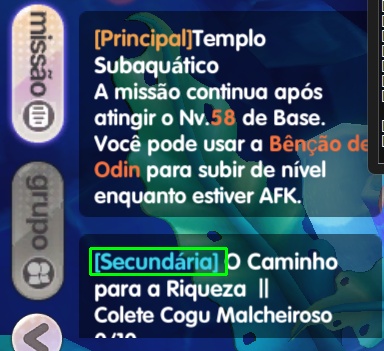 missão
grupo
[Principal]Templo
Subaquático
A missão continua após
atingir o Nv.58 de Base.
Você pode usar a Bênção de
Odin para subir de nível
enquanto estiver AFK.
[Secundária] O Caminho
para a Riqueza ||
Colete Cogu Malcheiroso